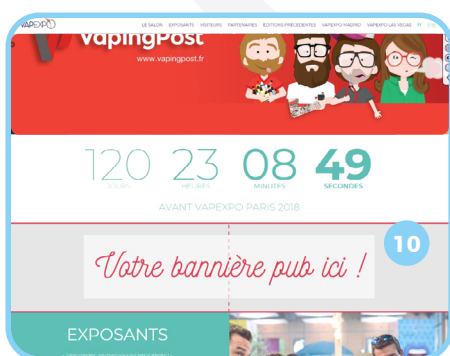 VAPEXPO
LE SALON EXPOSANTS VISITEURS PARTENAIRES EDITIONS PRÉCÉDENTES VAPEXPO MADRID VAPEXPO LAS VEGAS
VapingPost
www.vapingpost.fr
120 23 08 49
JOURS HEURES MINUTES SECONDES
AVANT VAPEXPO PARIS 2018
10
Votre bannière pub ici !
EXPOSANTS